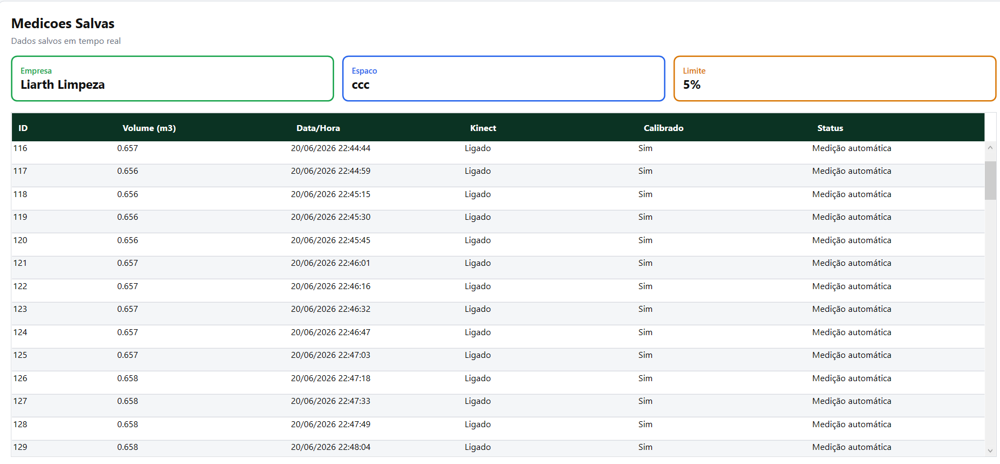 Medicoes Salvas
Dados salvos em tempo real
Empresa Espaco Limite
Liarth Limpeza ccc 5%
ID Volume (m3) Data/Hora Kinect Calibrado Status
116 0.657 20/06/2026 22:44:44 Ligado Sim Medição automática
117 0.656 20/06/2026 22:44:59 Ligado Sim Medição automática
118 0.656 20/06/2026 22:45:15 Ligado Sim Medição automática
119 0.656 20/06/2026 22:45:30 Ligado Sim Medição automática
120 0.656 20/06/2026 22:45:45 Ligado Sim Medição automática
121 0.657 20/06/2026 22:46:01 Ligado Sim Medição automática
122 0.657 20/06/2026 22:46:16 Ligado Sim Medição automática
123 0.657 20/06/2026 22:46:32 Ligado Sim Medição automática
124 0.657 20/06/2026 22:46:47 Ligado Sim Medição automática
125 0.657 20/06/2026 22:47:03 Ligado Sim Medição automática
126 0.658 20/06/2026 22:47:18 Ligado Sim Medição automática
127 0.658 20/06/2026 22:47:33 Ligado Sim Medição automática
128 0.658 20/06/2026 22:47:49 Ligado Sim Medição automática
129 0.658 20/06/2026 22:48:04 Ligado Sim Medição automática